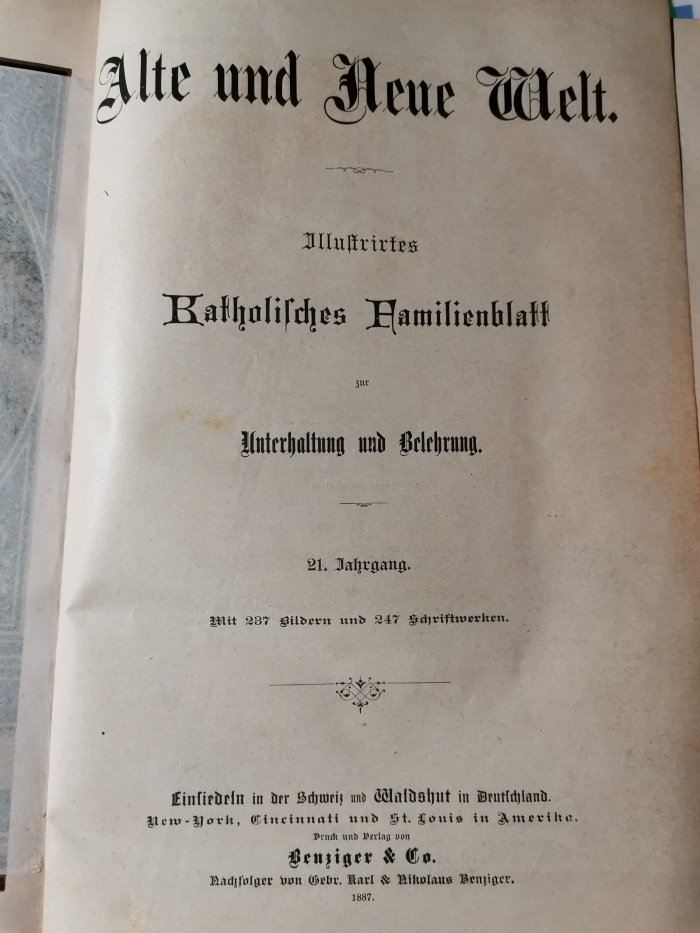 Alte und Neue Welt.
Illustrirtes
Katholisches Familienblatt
zur
Unterhaltung und Belehrung.
21. Jahrgang.
Mit 237 Bildern und 247 Schriftwerken.
Einsiedeln in der Schweiz und Waldshut in Deutschland.
New-York, Cincinnati und St. Louis in Amerika.
Druck und Verlag von
Benziger & Co.
Nachfolger von Gebr. Karl & Nikolaus Benziger.
1887.